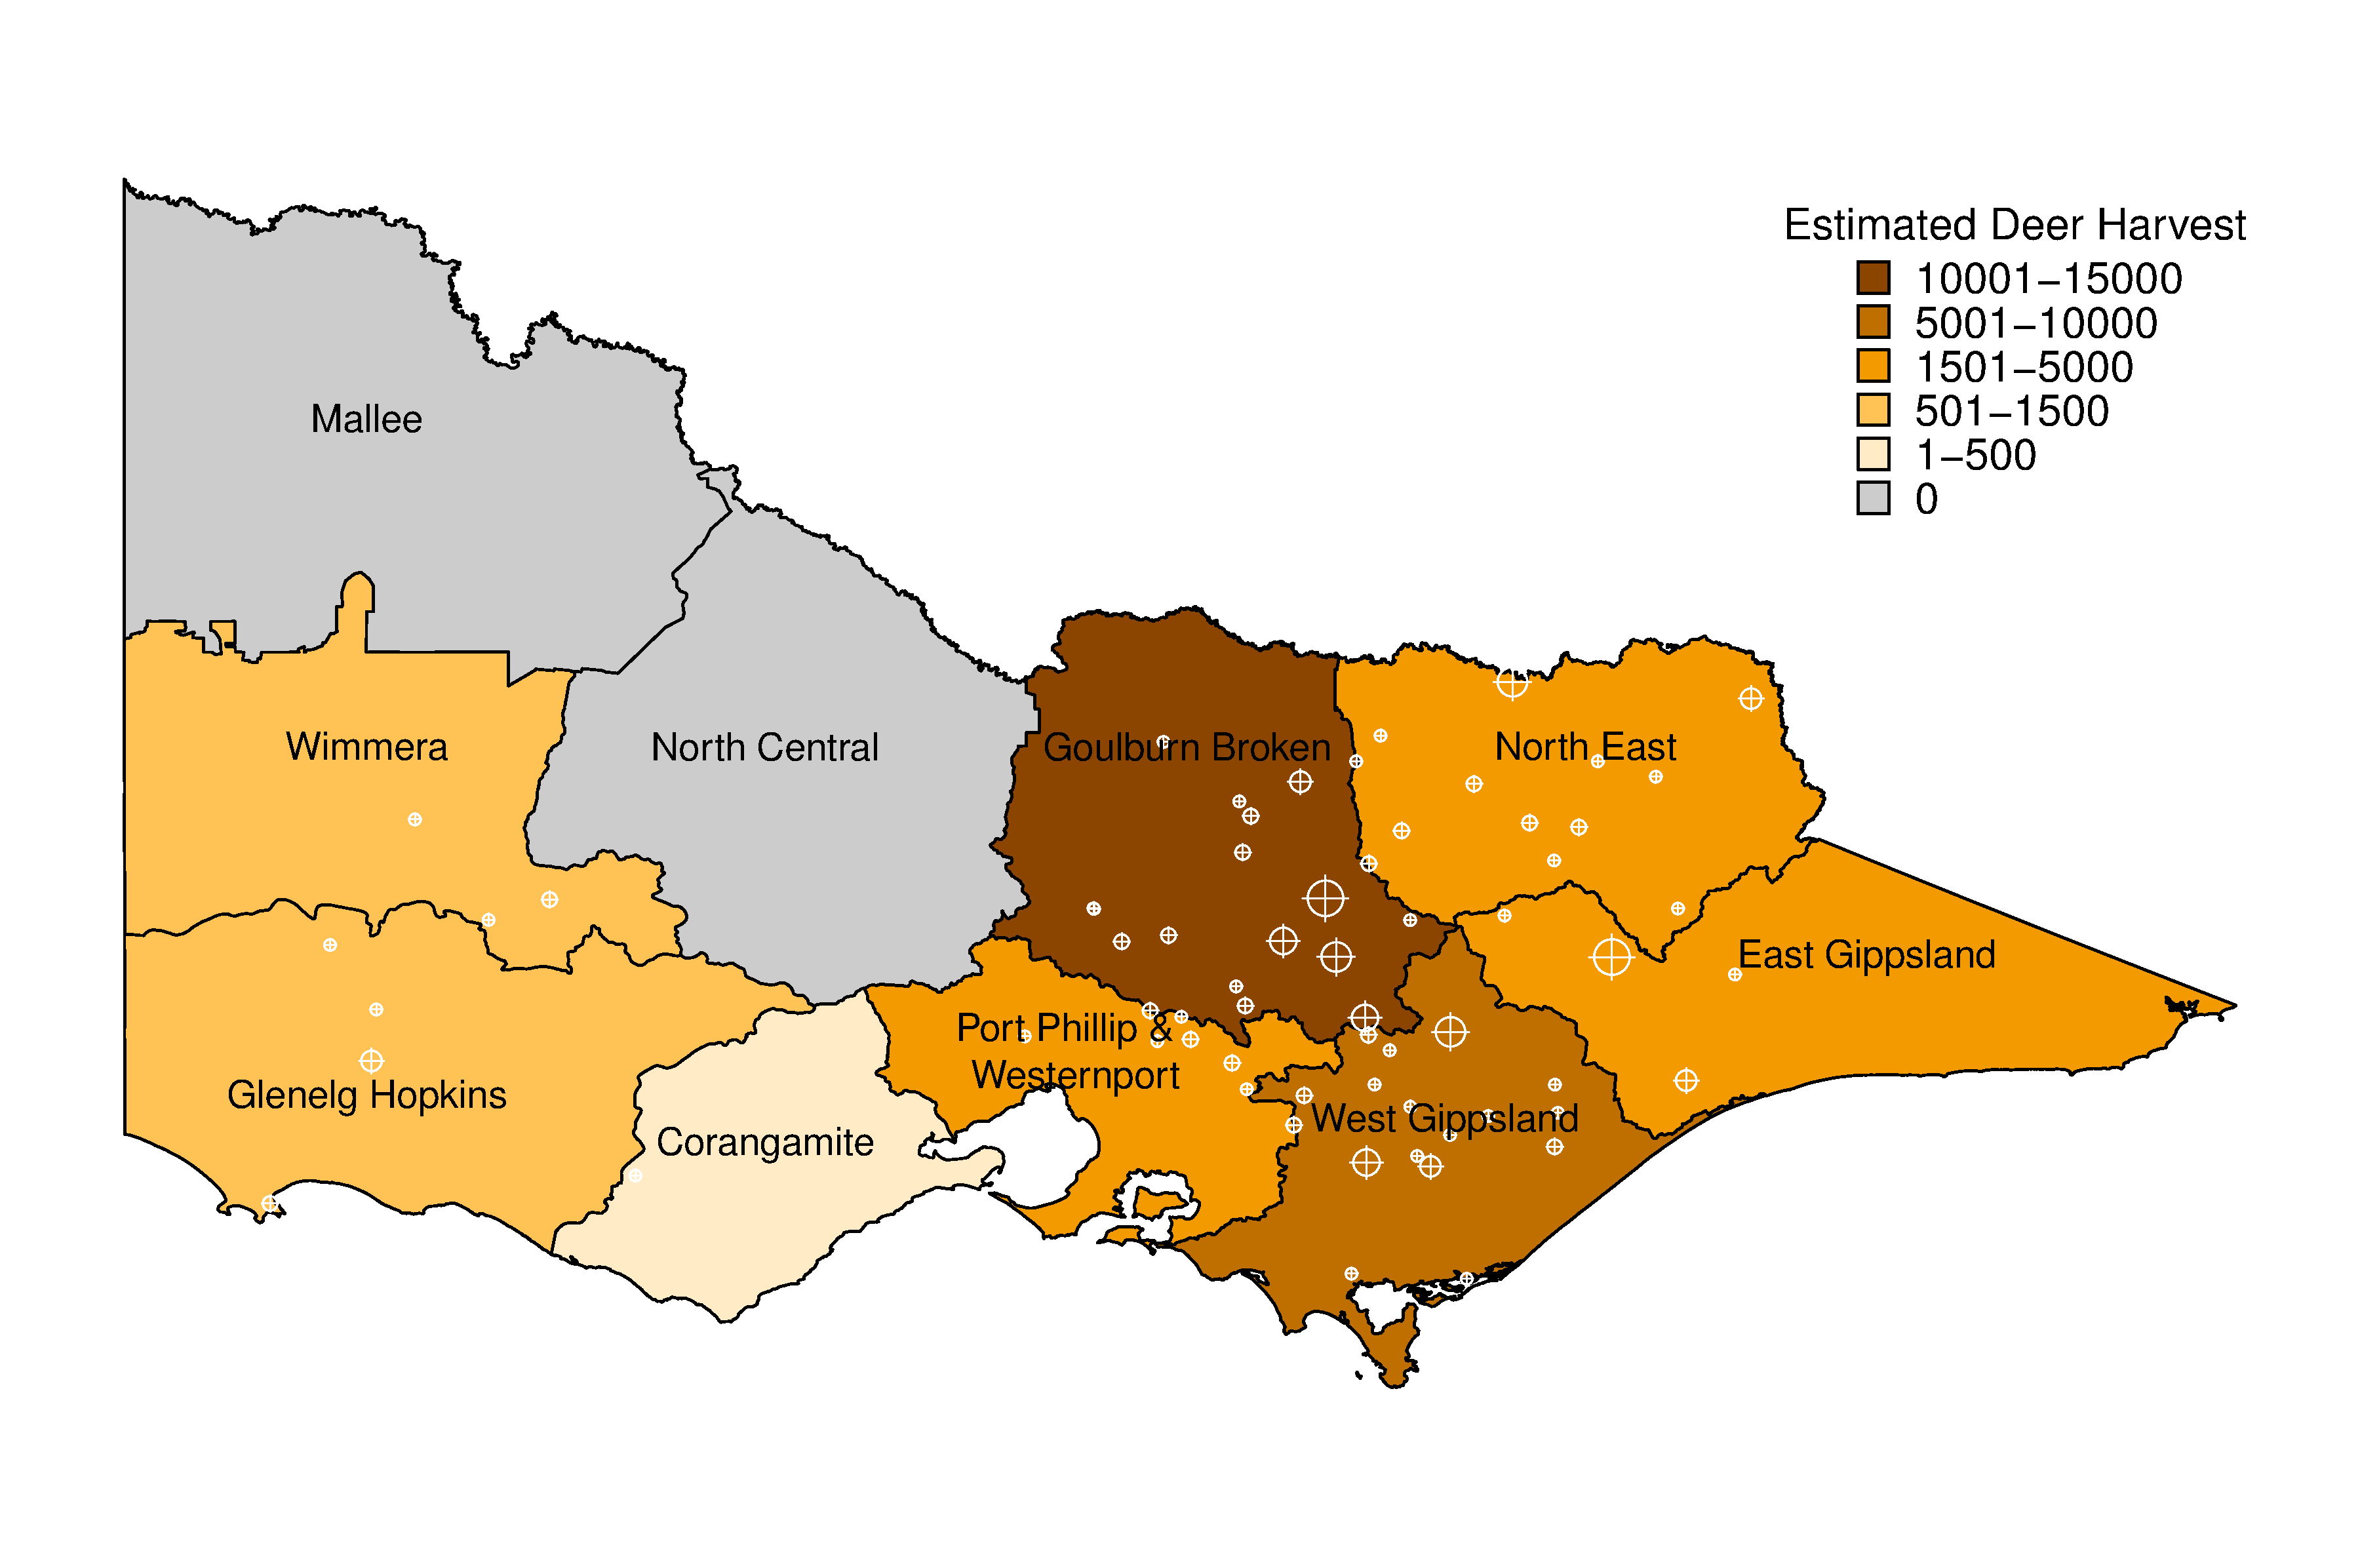 Estimated Deer Harvest
10001–15000
5001–10000
1501–5000
501–1500
1–500
0
Mallee
Wimmera
North Central
Goulburn Broken
North East
East Gippsland
Port Phillip &
Westernport
Glenelg Hopkins
West Gippsland
Corangamite